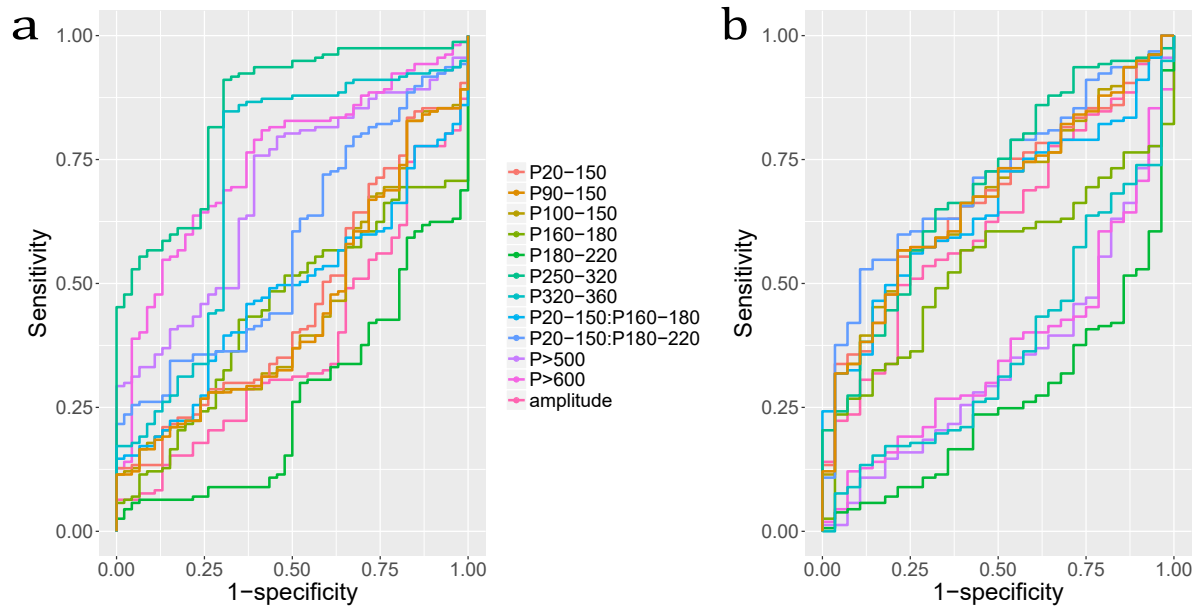 a
Sensitivity
1.00
0.75
0.50
0.25
0.00
0.00 0.25 0.50 0.75 1.00
1−specificity
P20−150
P90−150
P100−150
P160−180
P180−220
P250−320
P320−360
P20−150:P160−180
P20−150:P180−220
P>500
P>600
amplitude
b
Sensitivity
1.00
0.75
0.50
0.25
0.00
0.00 0.25 0.50 0.75 1.00
1−specificity